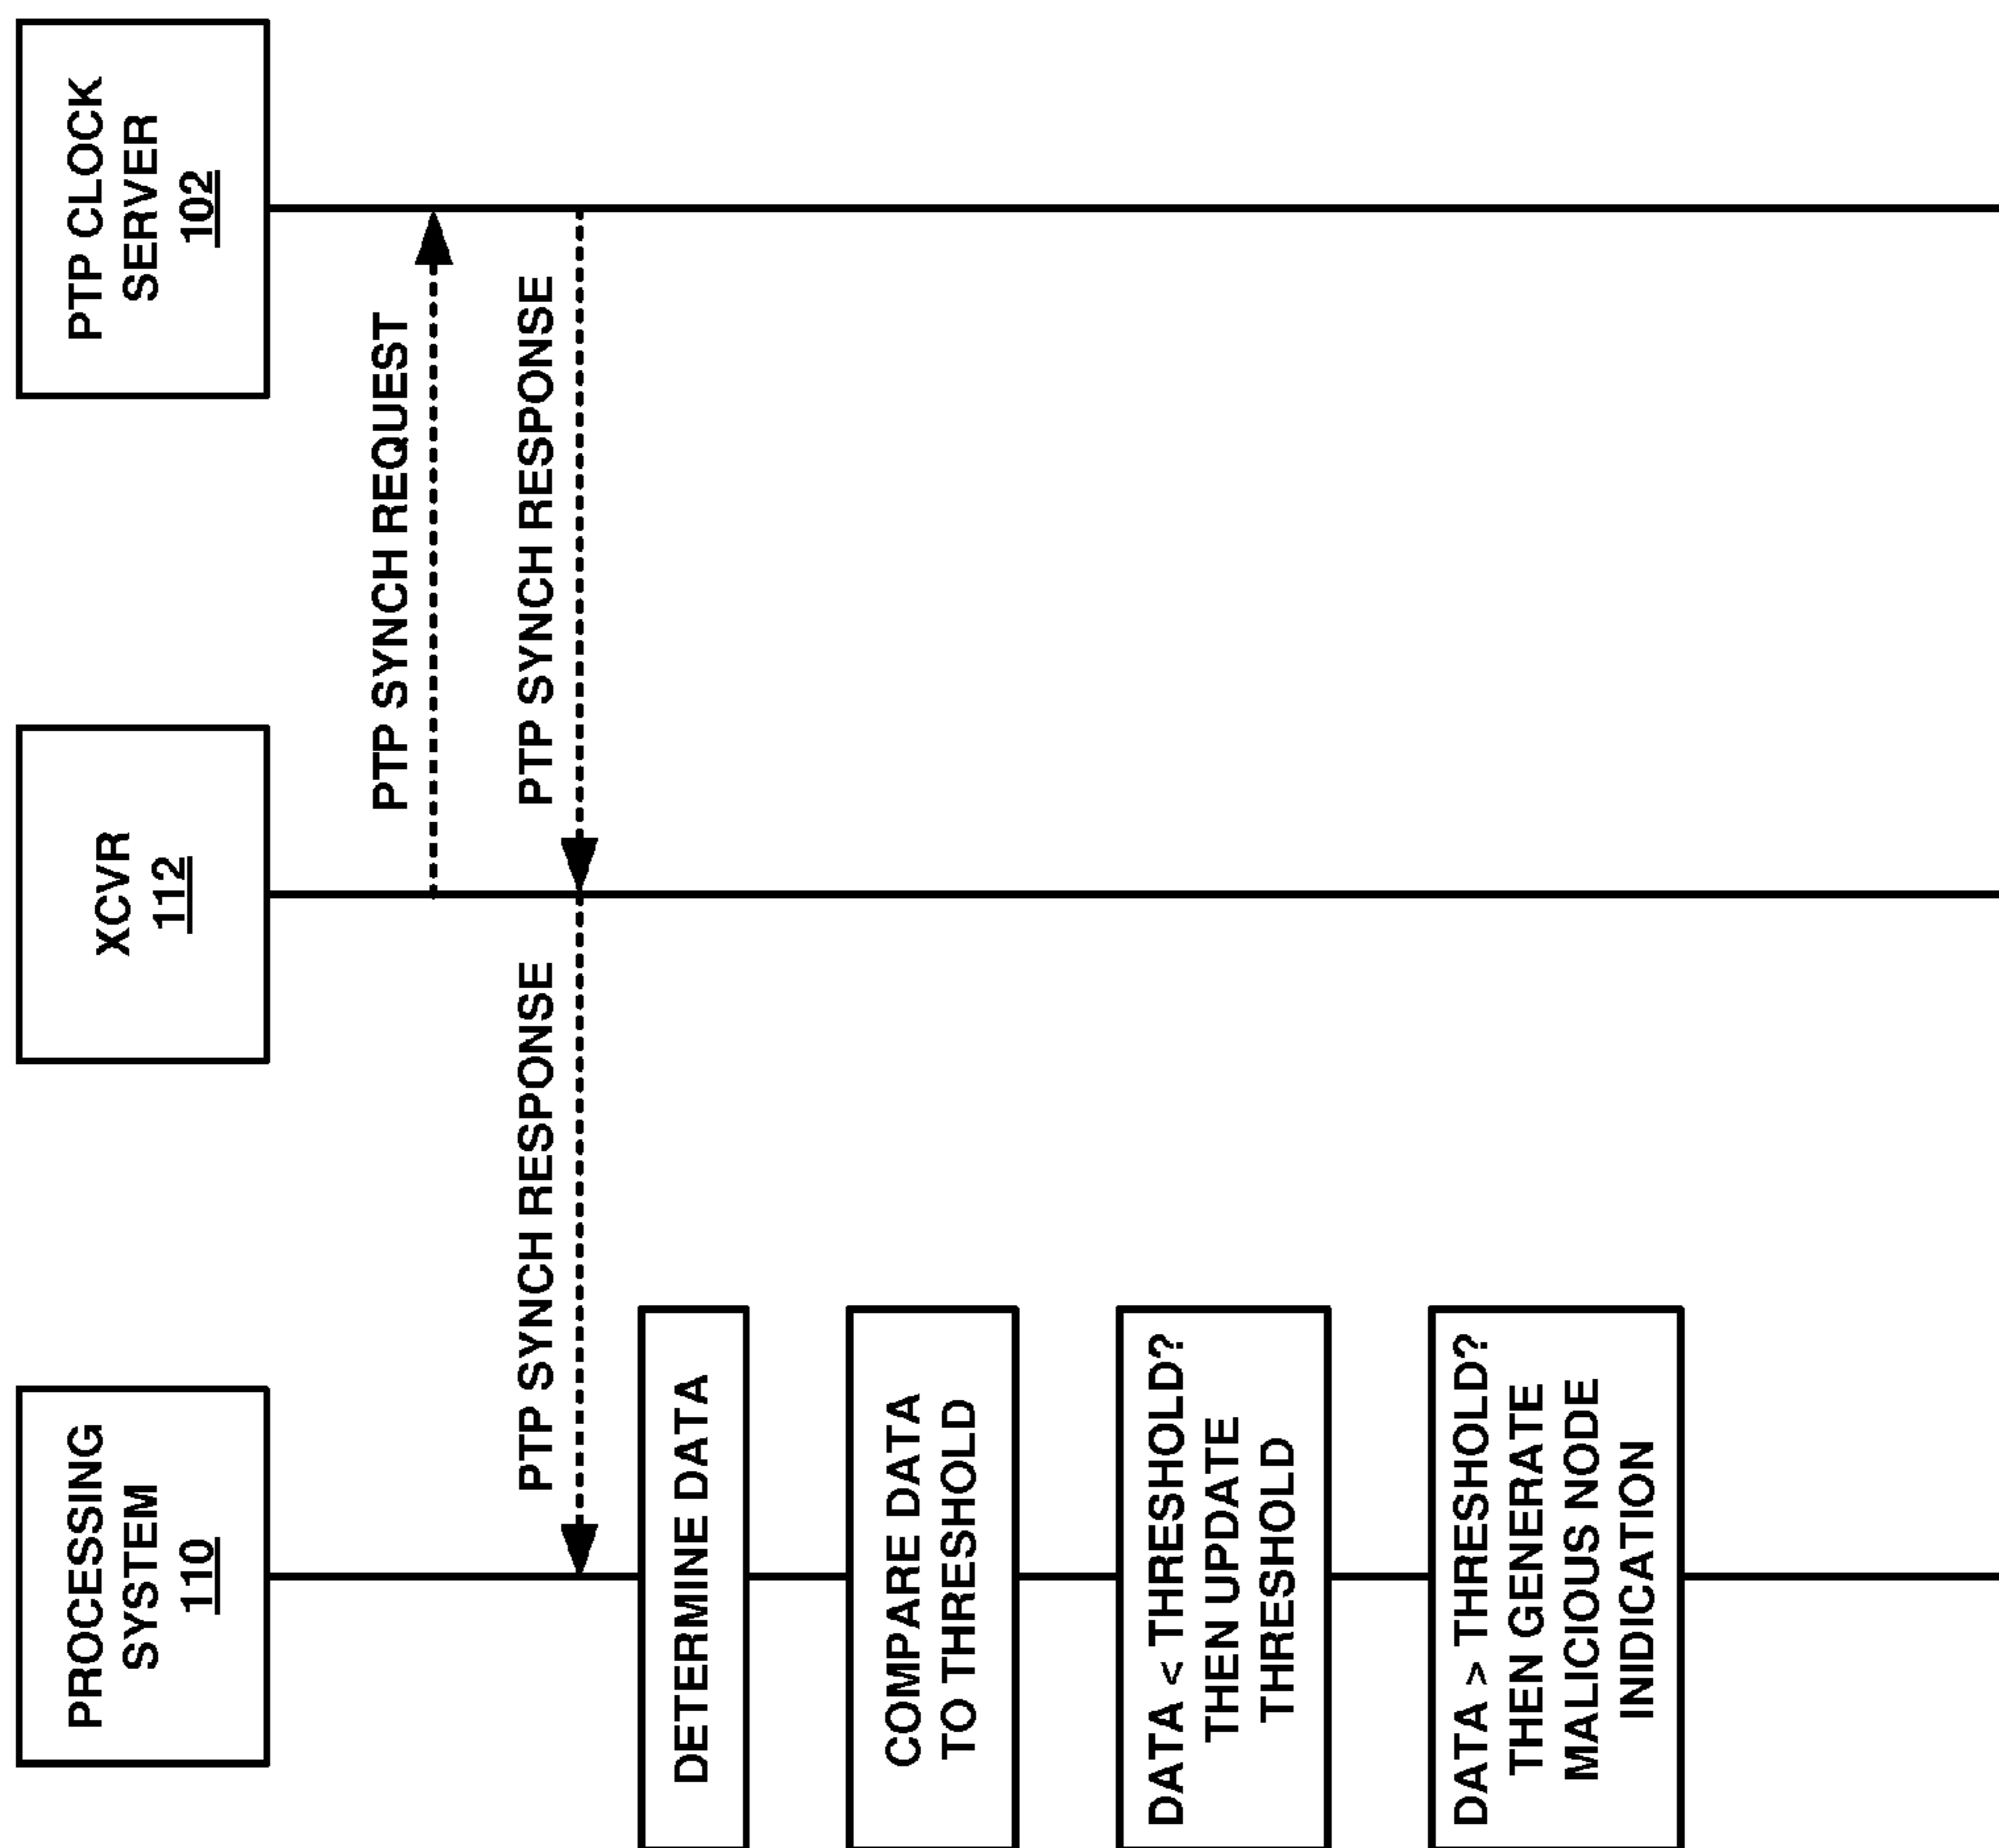 PROCESSING
SYSTEM
110
XCVR
112
PTP CLOCK
SERVER
102
PTP SYNCH REQUEST
PTP SYNCH RESPONSE
PTP SYNCH RESPONSE
DETERMINE DATA
COMPARE DATA
TO THRESHOLD
DATA < THRESHOLD?
THEN UPDATE
THRESHOLD
DATA > THRESHOLD?
THEN GENERATE
MALICIOUS NODE
INIDICATION